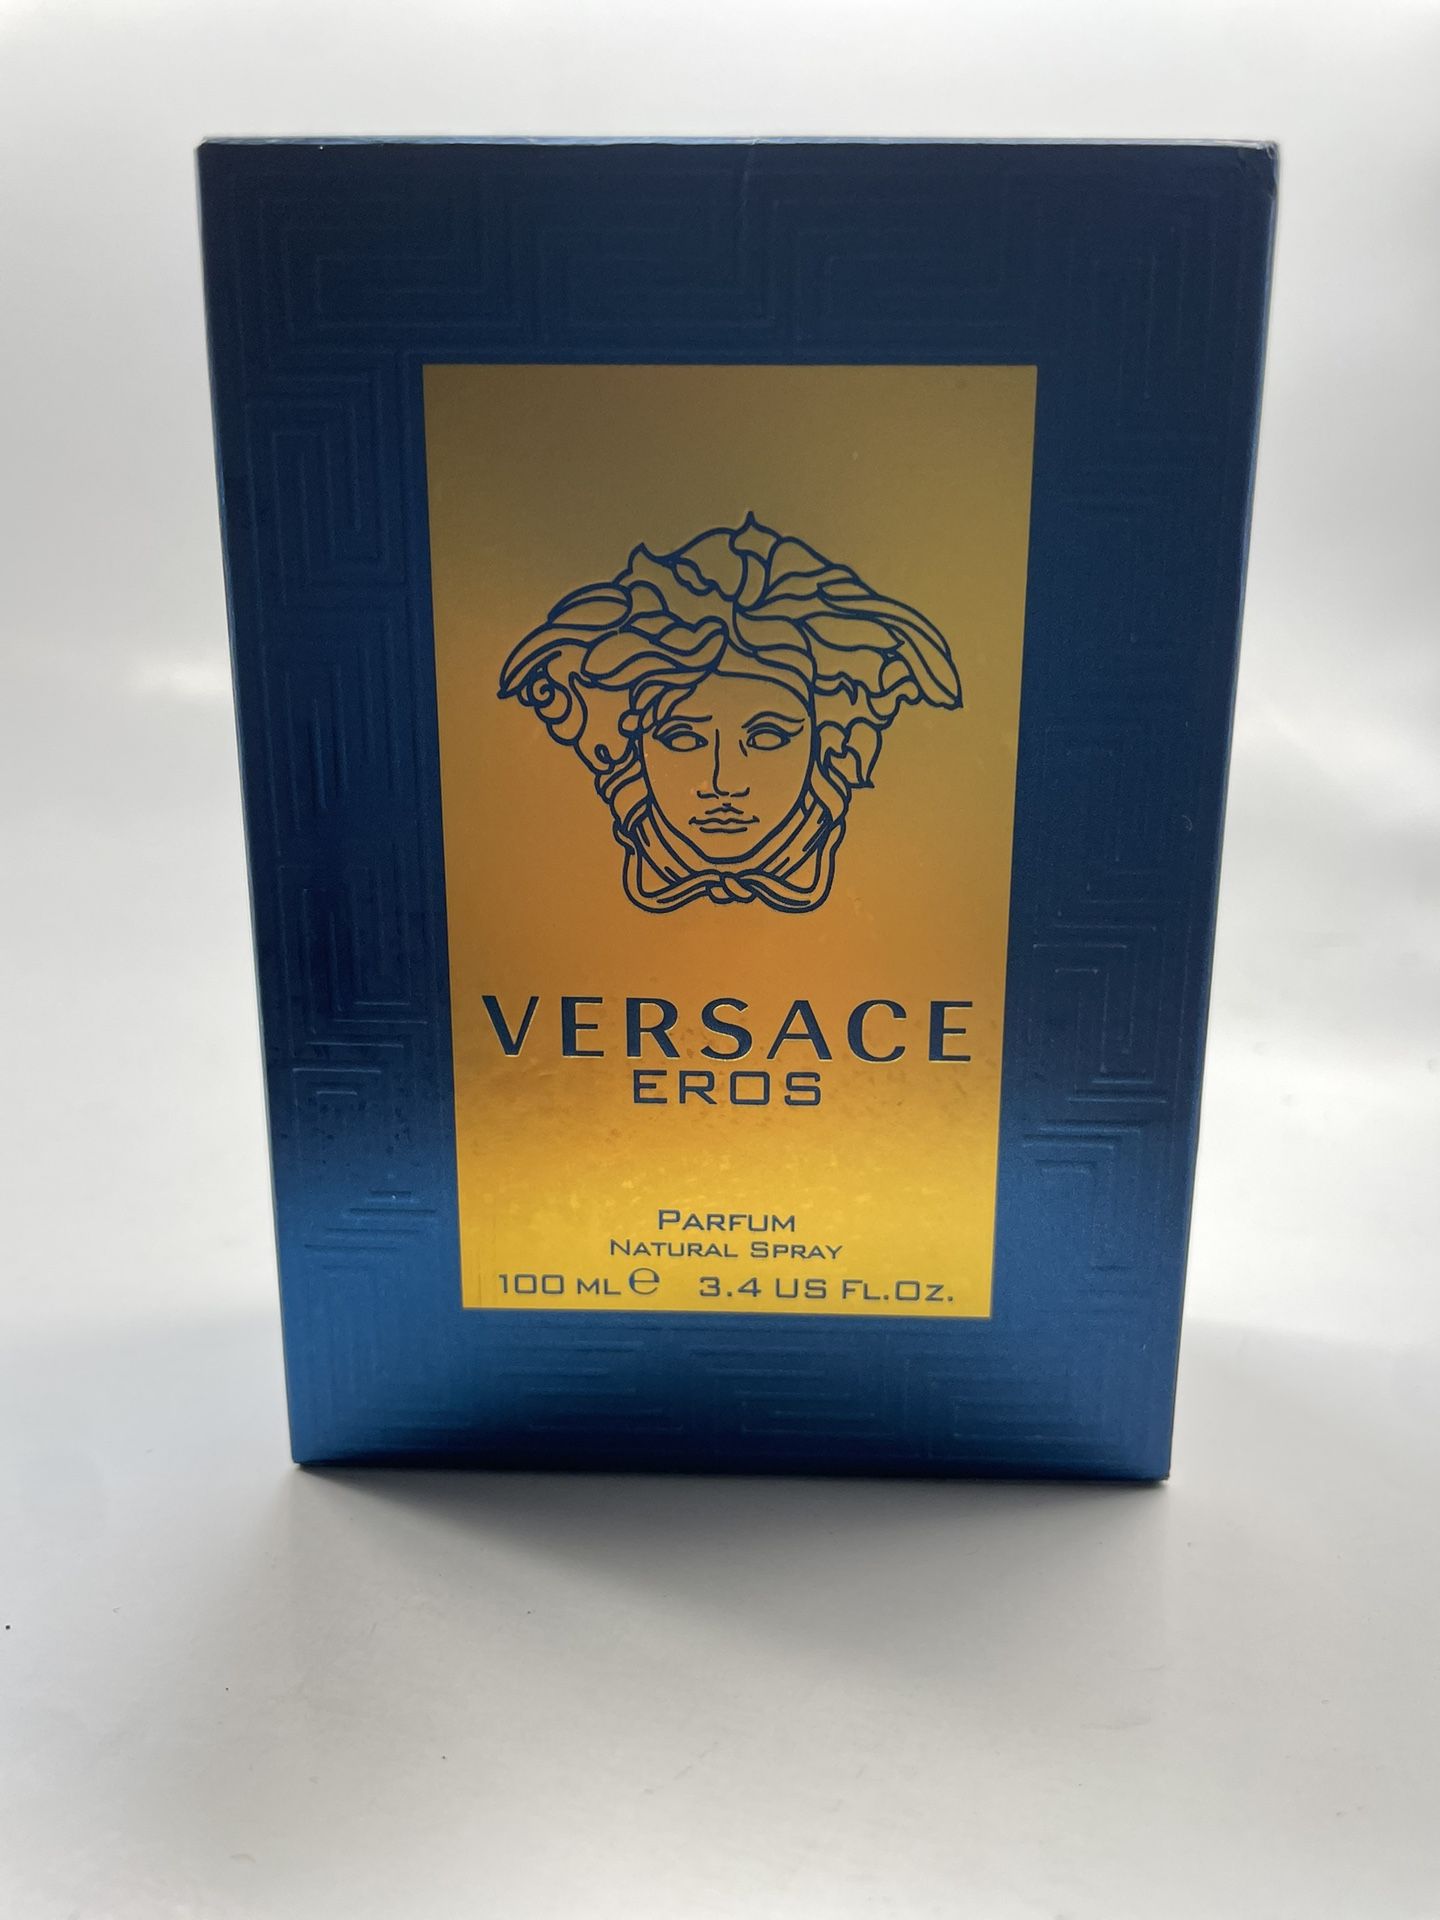 VERSACE
EROS
PARFUM
NATURAL SPRAY
100 ML ℮ 3.4 US FL.OZ.